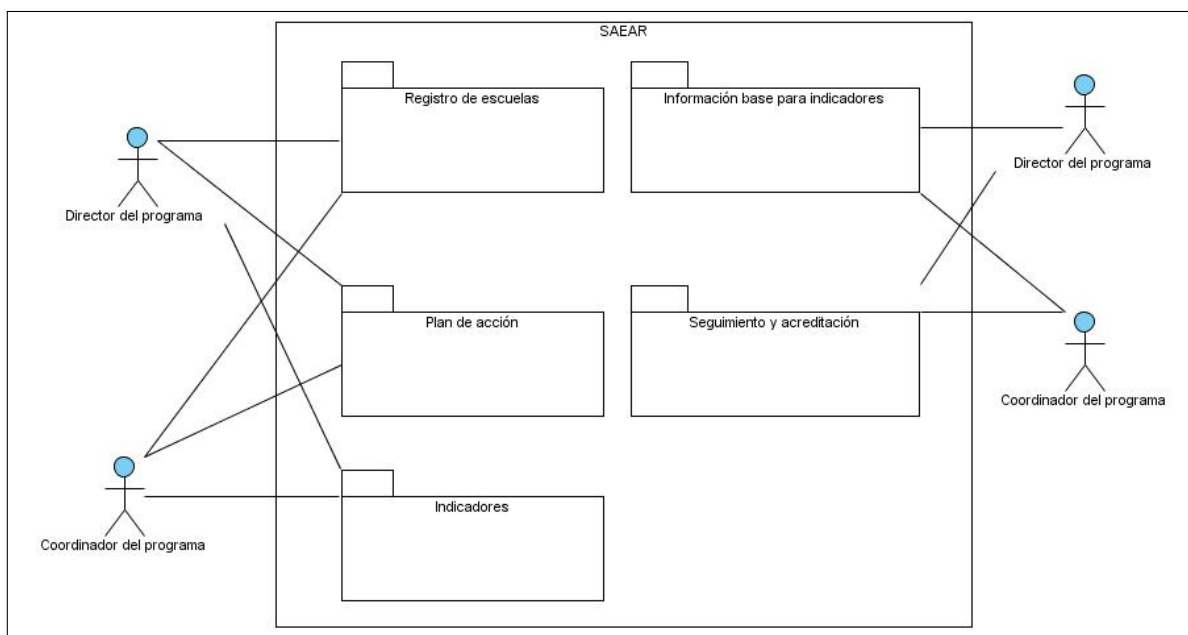 SAEAR
Registro de escuelas
Información base para indicadores
Director del programa
Director del programa
Plan de acción
Seguimiento y acreditación
Coordinador del programa
Indicadores
Coordinador del programa